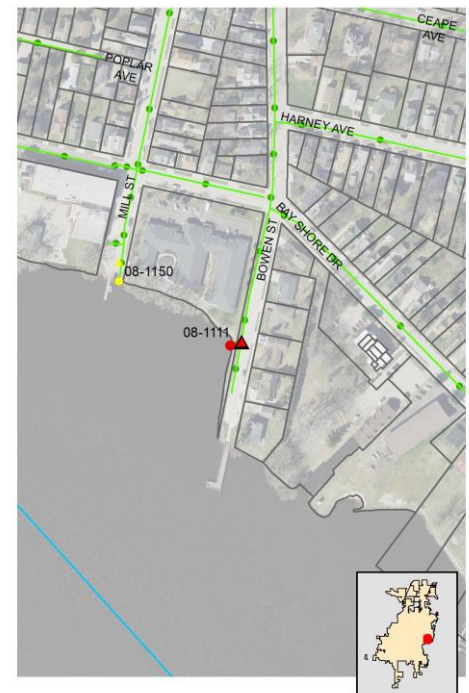 CEAPE
AVE
POPLAR
AVE
HARNEY AVE
MILL ST
BAY SHORE DR
BOWEN ST
08-1150
08-1111